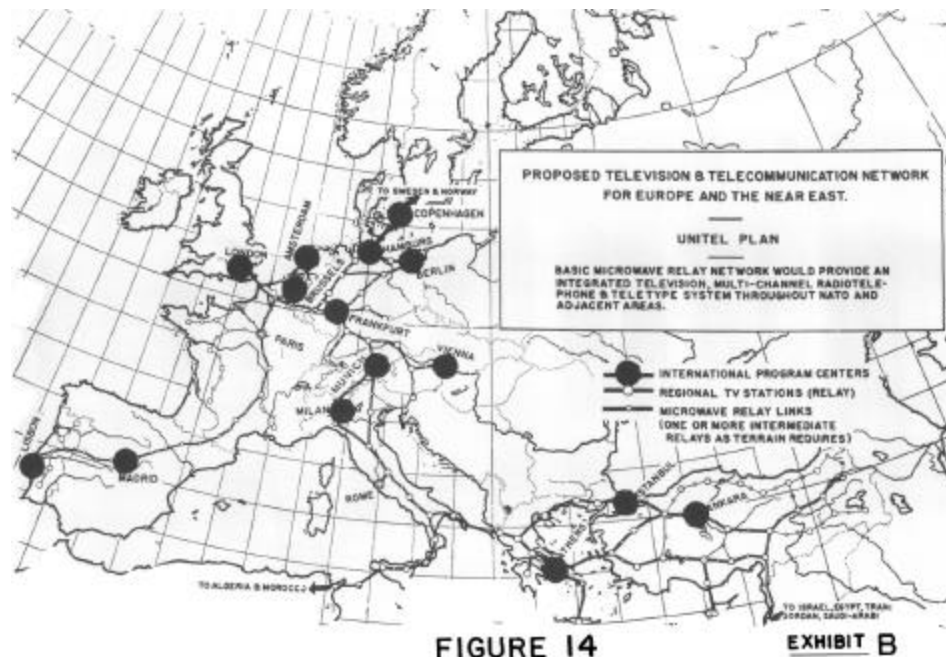 PROPOSED TELEVISION & TELECOMMUNICATION NETWORK
FOR EUROPE AND THE NEAR EAST.
UNITEL PLAN
BASIC MICROWAVE RELAY NETWORK WOULD PROVIDE AN
INTEGRATED TELEVISION, MULTI-CHANNEL RADIOTELE-
PHONE & TELETYPE SYSTEM THROUGHOUT NATO AND
ADJACENT AREAS.
TO SWEDEN & NORWAY
COPENHAGEN
AMSTERDAM
HAMBURG
LONDON
BERLIN
BRUSSELS
FRANKFURT
PARIS
VIENNA
MUNICH
MILAN
INTERNATIONAL PROGRAM CENTERS
REGIONAL TV STATIONS (RELAY)
MICROWAVE RELAY LINKS
(ONE OR MORE INTERMEDIATE
RELAYS AS TERRAIN REQUIRES)
LISBON
MADRID
ROME
ISTANBUL
ANKARA
ATHENS
TO ALGERIA & MOROCCO
TO ISRAEL, EGYPT, TRANS
JORDAN, SAUDI-ARABI
FIGURE 14
EXHIBIT B